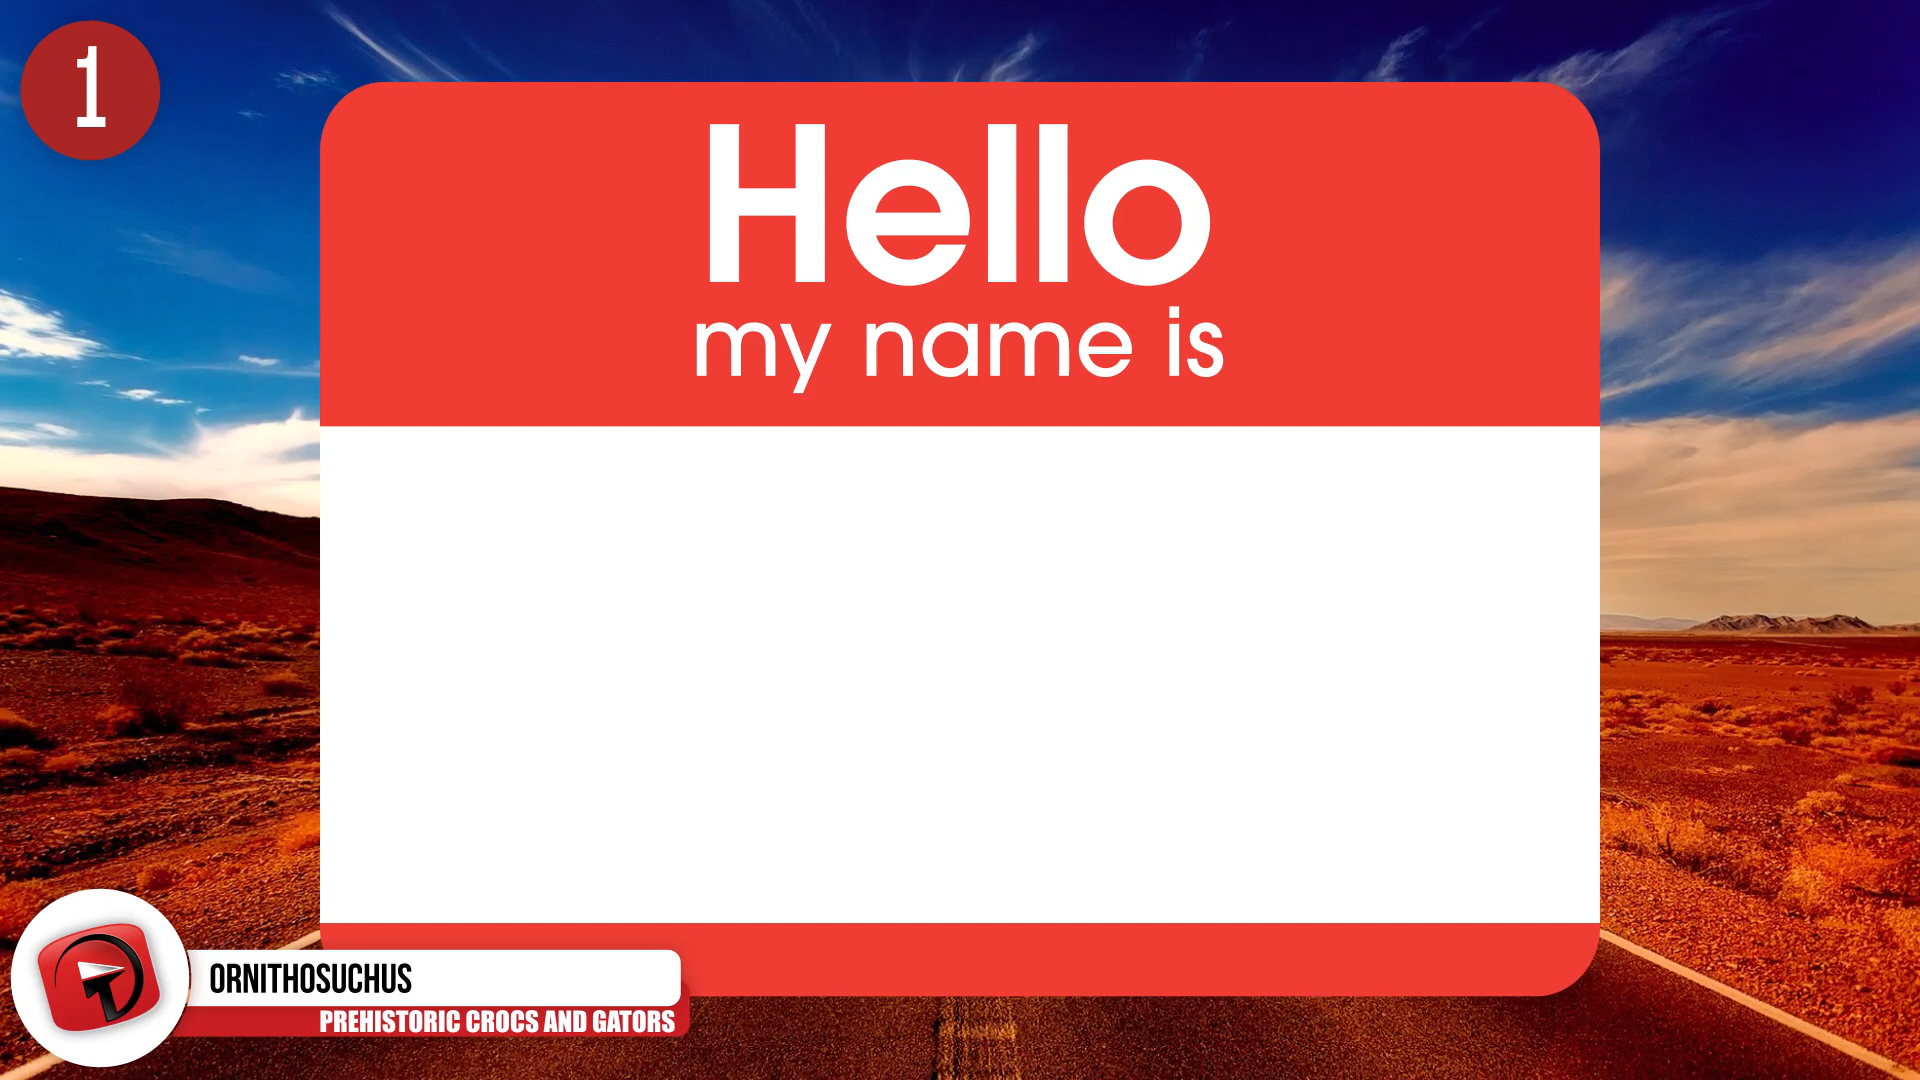 1
Hello
my name is
ORNITHOSUCHUS
PREHISTORIC CROCS AND GATORS